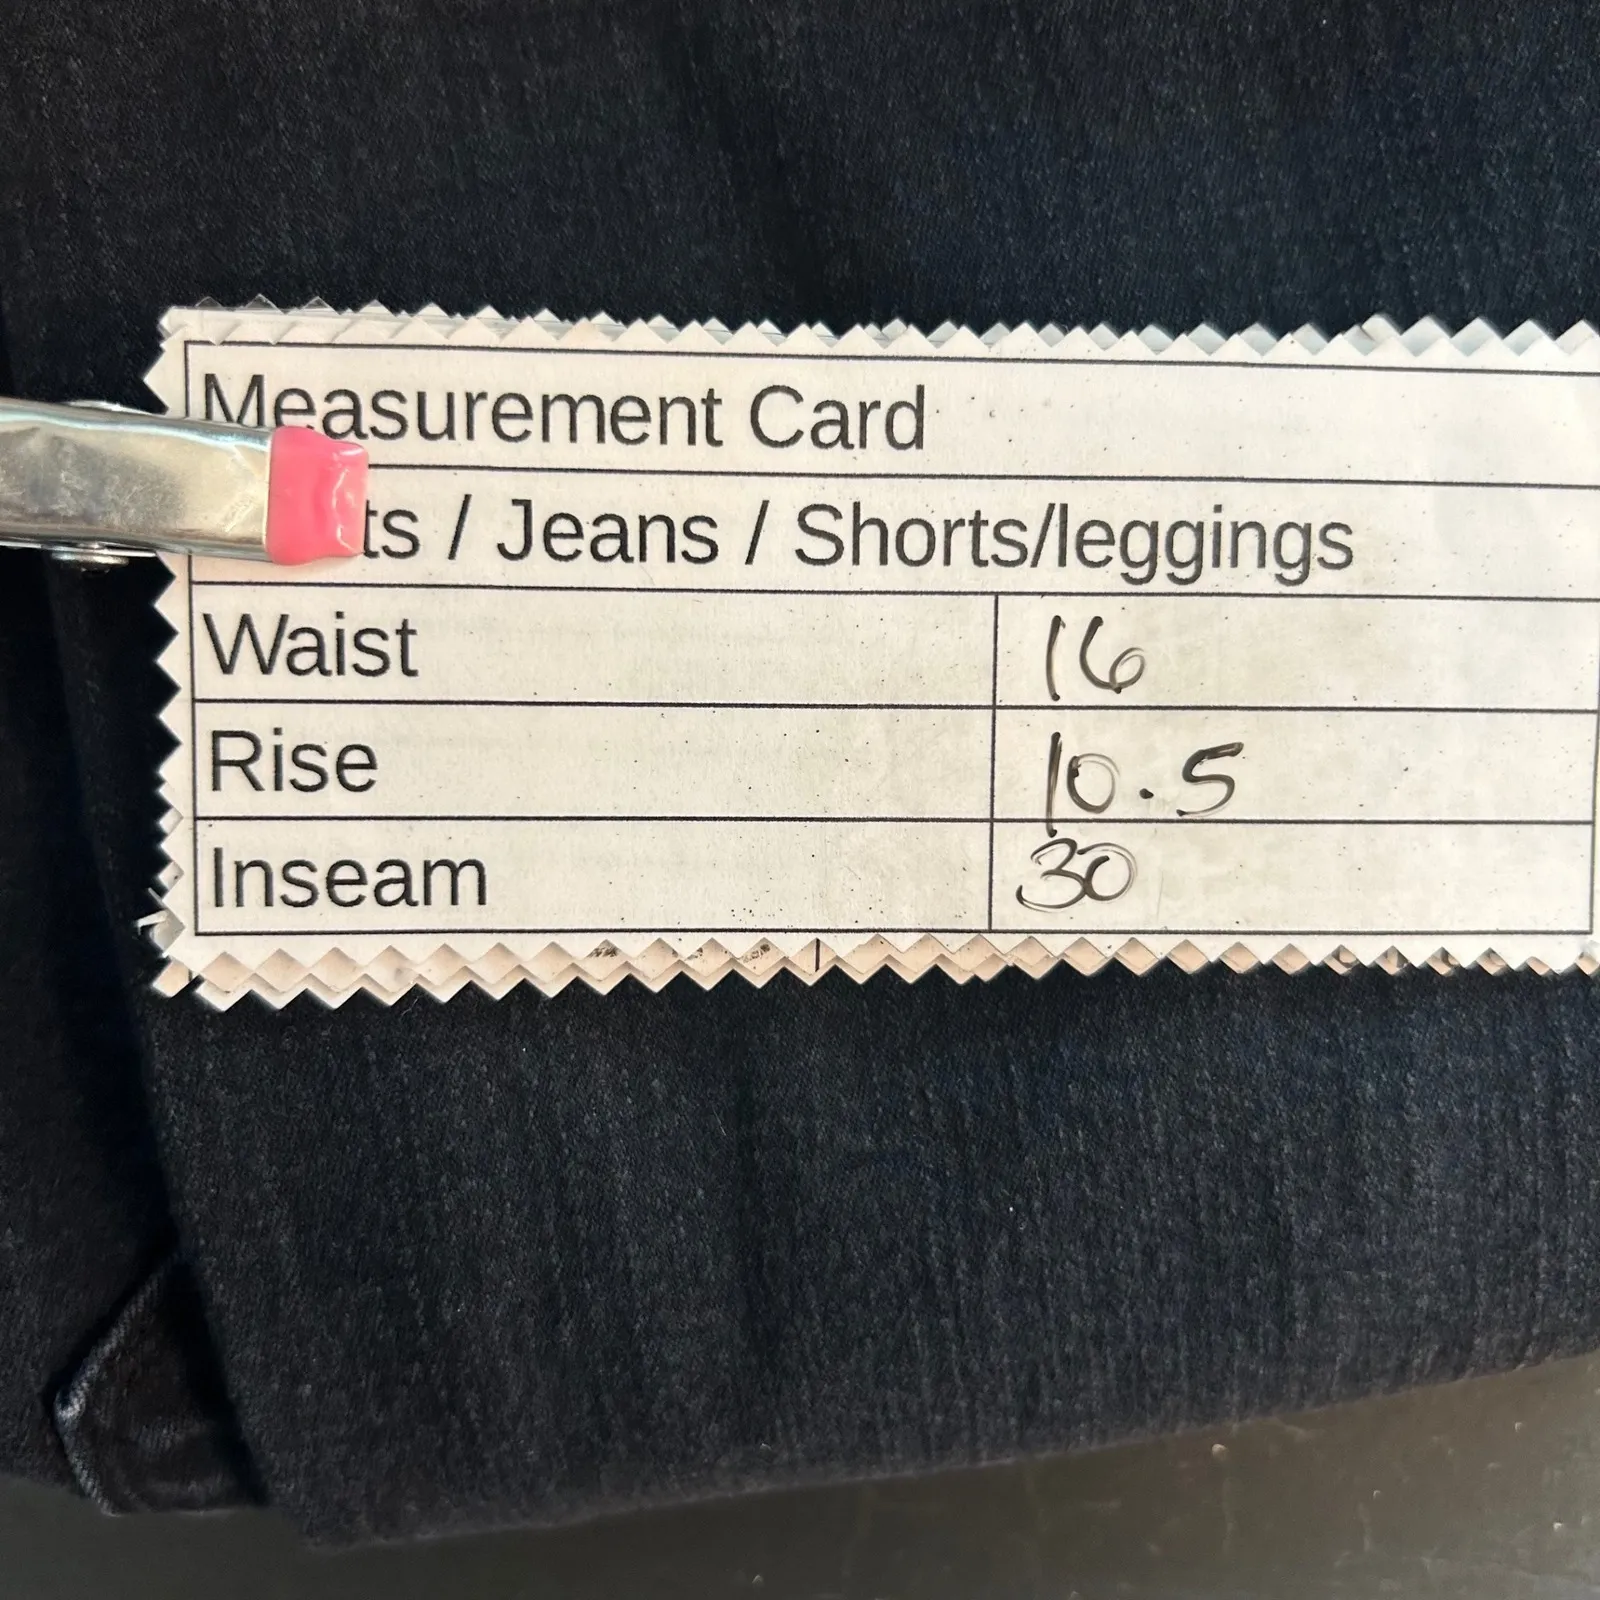 Measurement Card
ts / Jeans / Shorts/leggings
Waist 16
Rise 10.5
Inseam 30